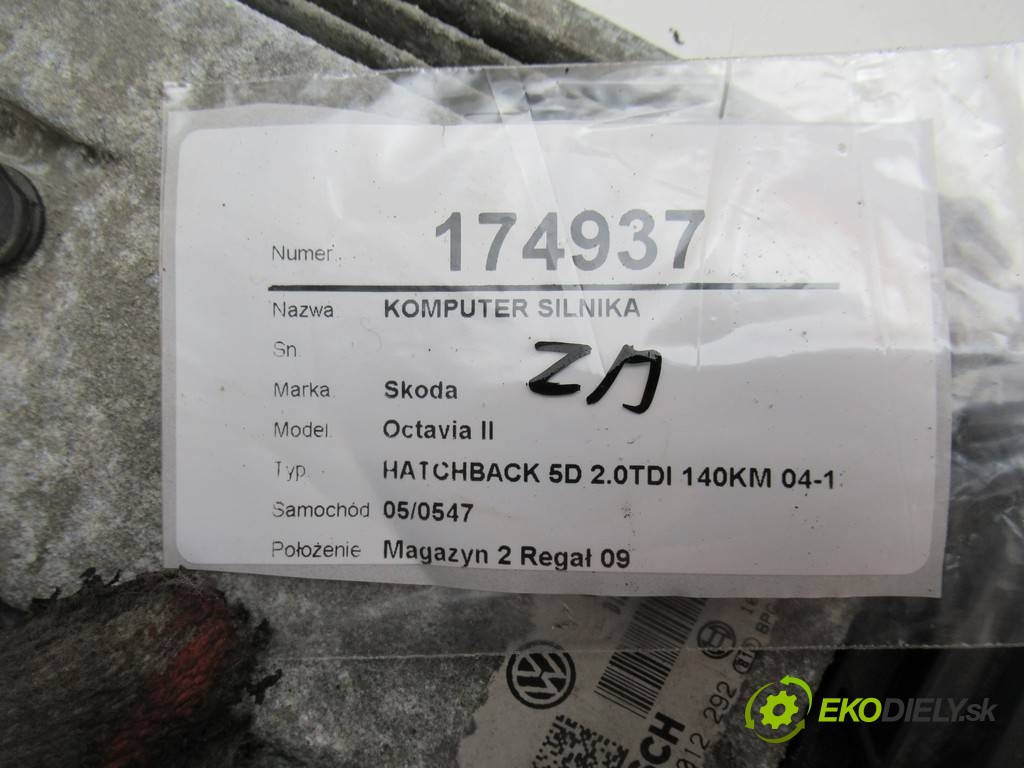 Numer 174937
Nazwa KOMPUTER SILNIKA
Sn.
Marka Skoda
Model Octavia II
Typ HATCHBACK 5D 2.0TDI 140KM 04-1
Samochód 05/0547
Położenie Magazyn 2 Regał 09
292
EKODIELY.sk